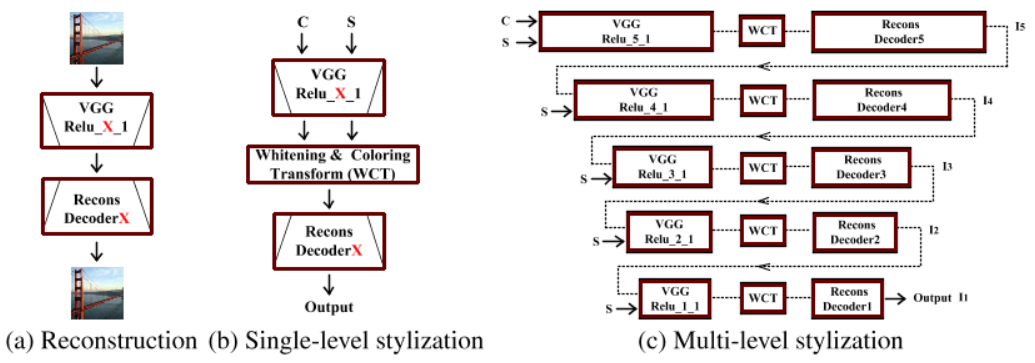 VGG
Relu_X_1
Recons
DecoderX
(a) Reconstruction
C S
VGG
Relu_X_1
Whitening & Coloring
Transform (WCT)
Recons
DecoderX
Output
(b) Single-level stylization
C
S
VGG
Relu_5_1
WCT
Recons
Decoder5
I5
S
VGG
Relu_4_1
WCT
Recons
Decoder4
I4
S
VGG
Relu_3_1
WCT
Recons
Decoder3
I3
S
VGG
Relu_2_1
WCT
Recons
Decoder2
I2
S
VGG
Relu_1_1
WCT
Recons
Decoder1
Output I1
(c) Multi-level stylization